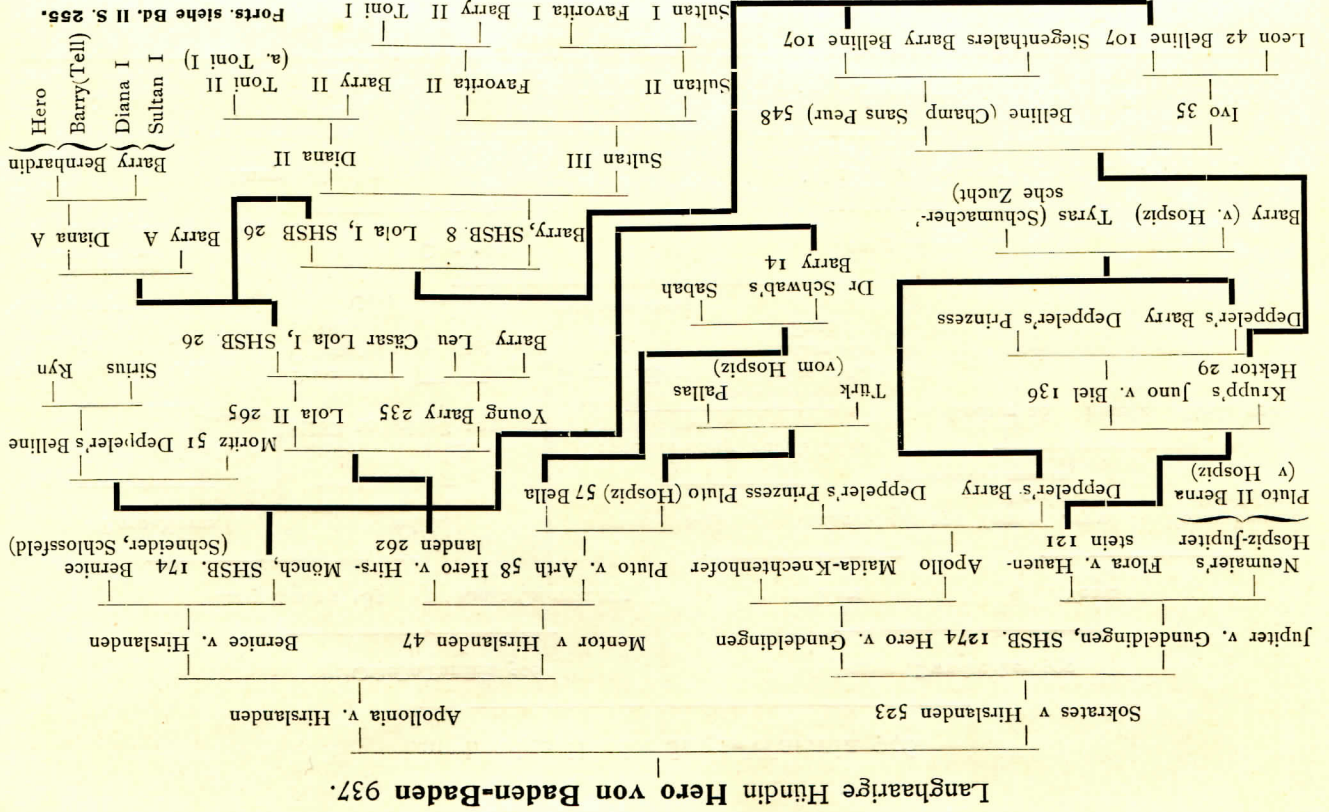 Langhaarige Hündin Hero von Baden-Baden 937.
Sokrates v Hirslanden 523
Apollonia v. Hirslanden
Jupiter v. Gundeldingen, SHSB. 1274
Hero v. Gundeldingen
Mentor v Hirslanden 47
Bernice v. Hirslanden
Neumaier's
Hospiz-Jupiter
Flora v. Hauen-
stein 121
Apollo
Maida-Knechtenhofer
Pluto v. Arth 58
Hero v. Hirs-
landen 262
Mönch, SHSB. 174
Bernice
(Schneider, Schlossfeld)
Pluto II
Berna
(v Hospiz)
Deppeler's Barry
Deppeler's Prinzess
Pluto (Hospiz) 57
Bella
Krupp's
Hektor 29
Juno v. Biel 136
Türk
Pallas
(vom Hospiz)
Young Barry 235
Lola II 265
Moritz 51
Deppeler's Belline
Deppeler's Barry
Deppeler's Prinzess
Dr Schwab's
Barry 14
Sabah
Barry
Leu
Cäsar
Lola I, SHSB. 26
Sirius
Ryn
Barry (v. Hospiz)
Tyras (Schumacher-
sche Zucht)
Barry, SHSB. 8
Lola I, SHSB 26
Barry A
Diana A
Ivo 35
Belline (Champ Sans Peur) 548
Sultan III
Diana II
Barry
Bernhardin
Leon 42
Belline 107
Siegenthalers Barry
Belline 107
Sultan II
Favorita II
Barry II
Toni II
(a. Toni I)
Sultan I
Diana I
Barry(Tell)
Hero
Sultan I
Favorita I
Barry II
Toni I
Forts. siehe Bd. II S. 255.